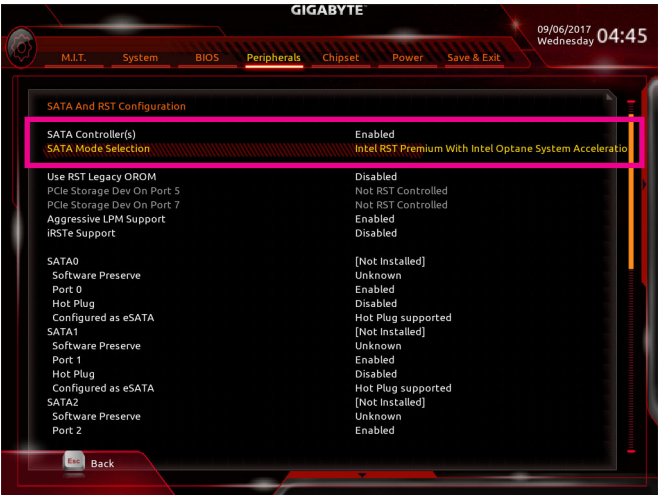 GIGABYTE
09/06/2017
Wednesday 04:45
M.I.T. System BIOS Peripherals Chipset Power Save & Exit
SATA And RST Configuration
SATA Controller(s) Enabled
SATA Mode Selection Intel RST Premium With Intel Optane System Acceleratio
Use RST Legacy OROM Disabled
PCIe Storage Dev On Port 5 Not RST Controlled
PCIe Storage Dev On Port 7 Not RST Controlled
Aggressive LPM Support Enabled
iRSTe Support Disabled
SATA0 [Not Installed]
Software Preserve Unknown
Port 0 Enabled
Hot Plug Disabled
Configured as eSATA Hot Plug supported
SATA1 [Not Installed]
Software Preserve Unknown
Port 1 Enabled
Hot Plug Disabled
Configured as eSATA Hot Plug supported
SATA2 [Not Installed]
Software Preserve Unknown
Port 2 Enabled
Esc Back